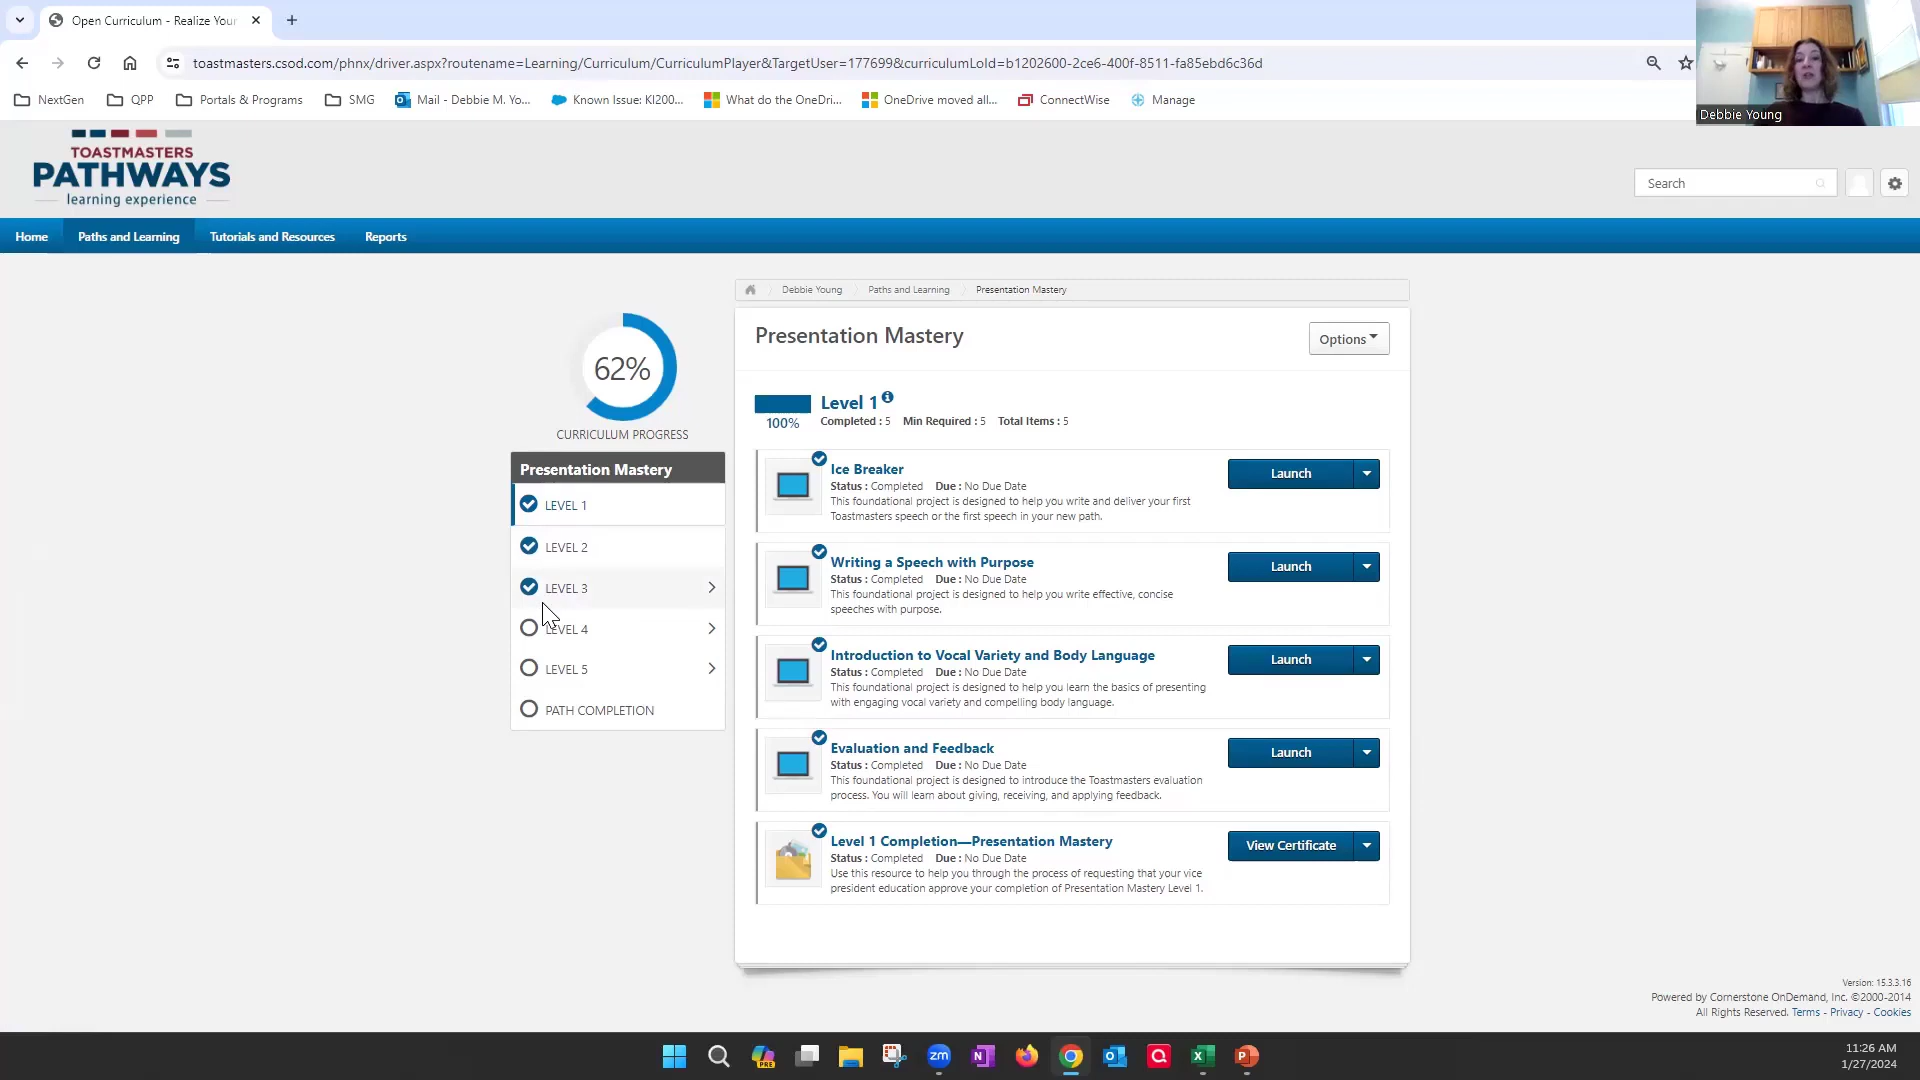 Open Curriculum - Realize Your
toastmasters.csod.com/phnx/driver.aspx?routename=Learning/Curriculum/CurriculumPlayer&TargetUser=177699&curriculumLoId=b1202600-2ce6-400f-8511-fa85ebd6c36d
NextGen QPP Portals & Programs SMG Mail - Debbie M. Yo... Known Issue: KI200... What do the OneDri... OneDrive moved all... ConnectWise Manage
Debbie Young
TOASTMASTERS
PATHWAYS
learning experience
Search
Home Paths and Learning Tutorials and Resources Reports
Debbie Young Paths and Learning Presentation Mastery
62%
CURRICULUM PROGRESS
Presentation Mastery
LEVEL 1
LEVEL 2
LEVEL 3
LEVEL 4
LEVEL 5
PATH COMPLETION
Presentation Mastery
Options
100%
Level 1
Completed : 5 Min Required : 5 Total Items : 5
Ice Breaker
Status : Completed Due : No Due Date
This foundational project is designed to help you write and deliver your first
Toastmasters speech or the first speech in your new path.
Launch
Writing a Speech with Purpose
Status : Completed Due : No Due Date
This foundational project is designed to help you write effective, concise
speeches with purpose.
Launch
Introduction to Vocal Variety and Body Language
Status : Completed Due : No Due Date
This foundational project is designed to help you learn the basics of presenting
with engaging vocal variety and compelling body language.
Launch
Evaluation and Feedback
Status : Completed Due : No Due Date
This foundational project is designed to introduce the Toastmasters evaluation
process. You will learn about giving, receiving, and applying feedback.
Launch
Level 1 Completion—Presentation Mastery
Status : Completed Due : No Due Date
Use this resource to help you through the process of requesting that your vice
president education approve your completion of Presentation Mastery Level 1.
View Certificate
Version: 15.3.3.16
Powered by Cornerstone OnDemand, Inc. ©2000-2014
All Rights Reserved. Terms - Privacy - Cookies
PRE
zm
N
X
P
11:26 AM
1/27/2024